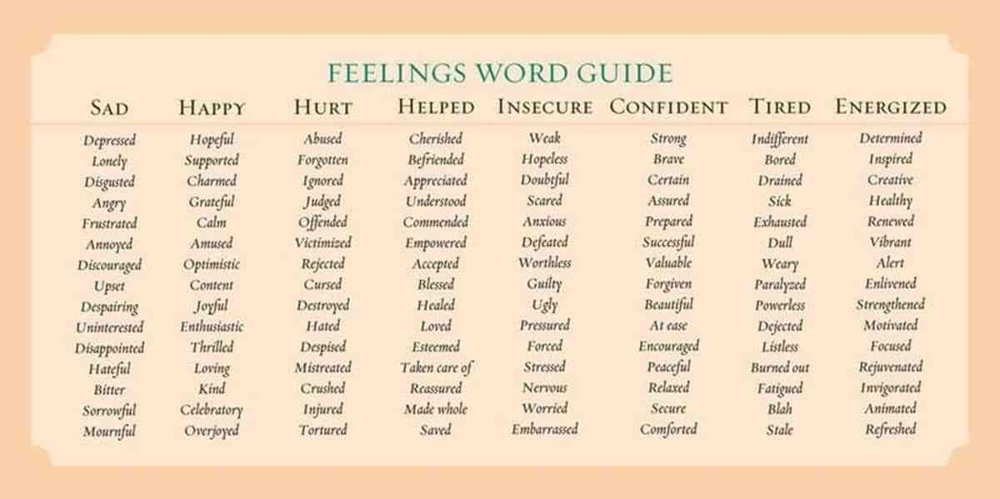 FEELINGS WORD GUIDE
SAD HAPPY HURT HELPED INSECURE CONFIDENT TIRED ENERGIZED
Depressed Hopeful Abused Cherished Weak Strong Indifferent Determined
Lonely Supported Forgotten Befriended Hopeless Brave Bored Inspired
Disgusted Charmed Ignored Appreciated Doubtful Certain Drained Creative
Angry Grateful Judged Understood Scared Assured Sick Healthy
Frustrated Calm Offended Commended Anxious Prepared Exhausted Renewed
Annoyed Amused Victimized Empowered Defeated Successful Dull Vibrant
Discouraged Optimistic Rejected Accepted Worthless Valuable Weary Alert
Upset Content Cursed Blessed Guilty Forgiven Paralyzed Enlivened
Despairing Joyful Destroyed Healed Ugly Beautiful Powerless Strengthened
Uninterested Enthusiastic Hated Loved Pressured At ease Dejected Motivated
Disappointed Thrilled Despised Esteemed Forced Encouraged Listless Focused
Hateful Loving Mistreated Taken care of Stressed Peaceful Burned out Rejuvenated
Bitter Kind Crushed Reassured Nervous Relaxed Fatigued Invigorated
Sorrowful Celebratory Injured Made whole Worried Secure Blah Animated
Mournful Overjoyed Tortured Saved Embarrassed Comforted Stale Refreshed